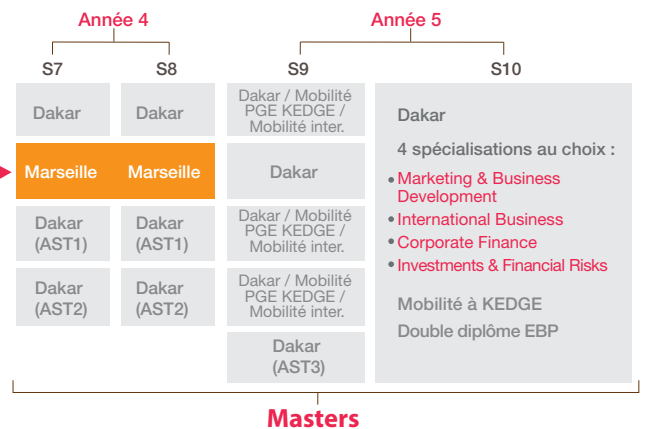 Année 4
Année 5
S7
S8
S9
S10
Dakar
Dakar
Dakar / Mobilité
PGE KEDGE /
Mobilité inter.
Marseille
Marseille
Dakar
Dakar
(AST1)
Dakar
(AST1)
Dakar / Mobilité
PGE KEDGE /
Mobilité inter.
Dakar
(AST2)
Dakar
(AST2)
Dakar / Mobilité
PGE KEDGE /
Mobilité inter.
Dakar
(AST3)
Dakar
4 spécialisations au choix :
• Marketing & Business
Development
• International Business
• Corporate Finance
• Investments & Financial Risks
Mobilité à KEDGE
Double diplôme EBP
Masters